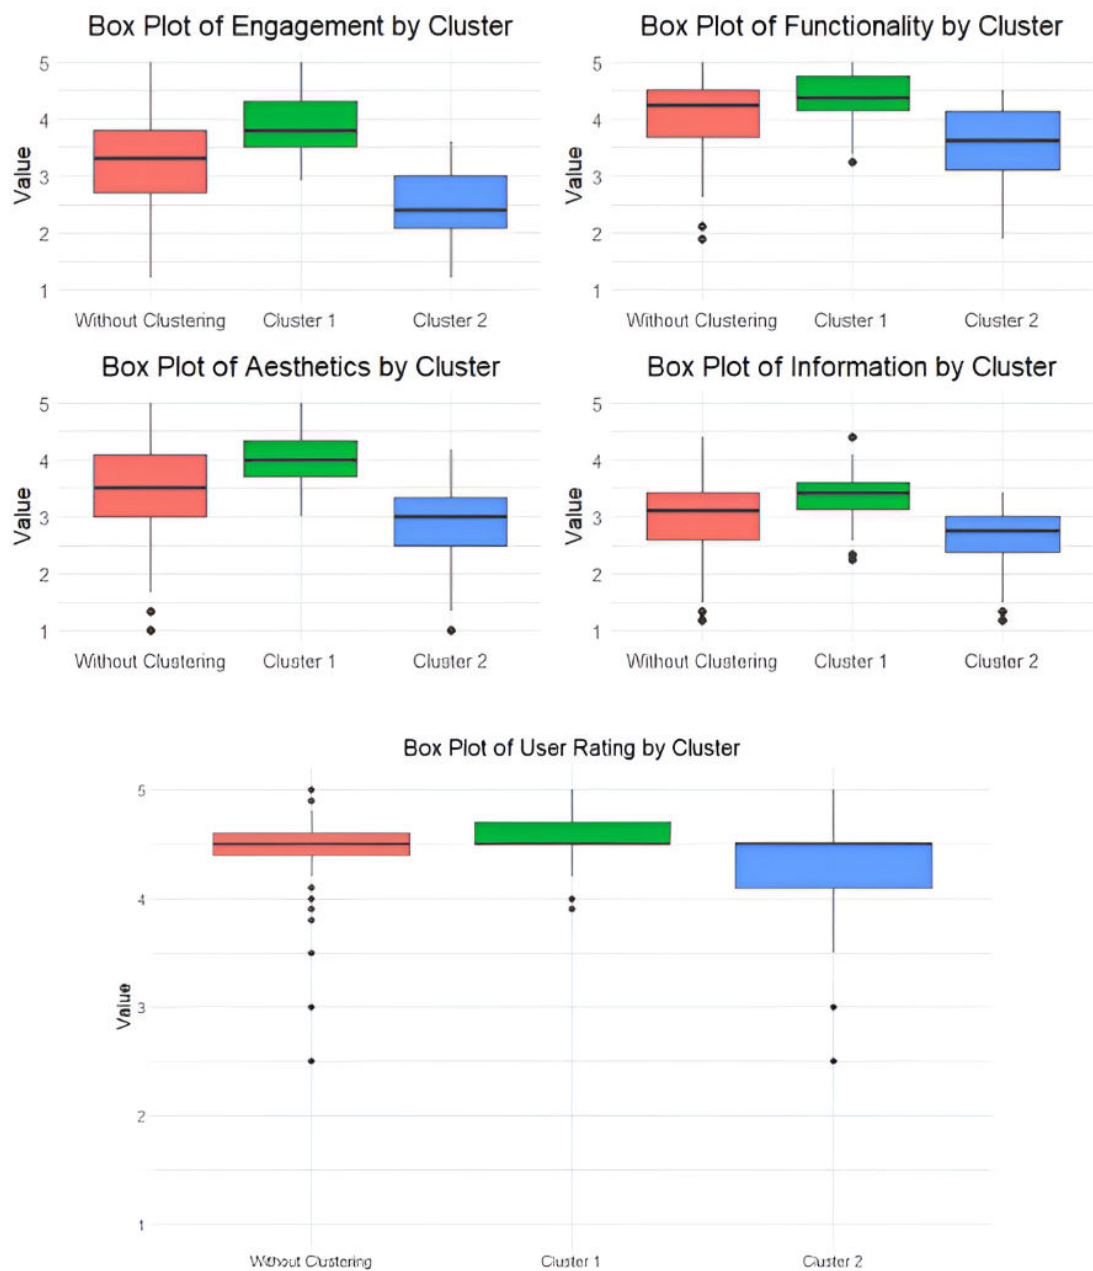 Box Plot of Engagement by Cluster
5
4
3
2
1
Value
Without Clustering Cluster 1 Cluster 2
Box Plot of Functionality by Cluster
5
4
3
2
1
Value
Without Clustering Cluster 1 Cluster 2
Box Plot of Aesthetics by Cluster
5
4
3
2
1
Value
Without Clustering Cluster 1 Cluster 2
Box Plot of Information by Cluster
5
4
3
2
1
Value
Without Clustering Cluster 1 Cluster 2
Box Plot of User Rating by Cluster
5
4
3
2
1
Value
Without Clustering Cluster 1 Cluster 2